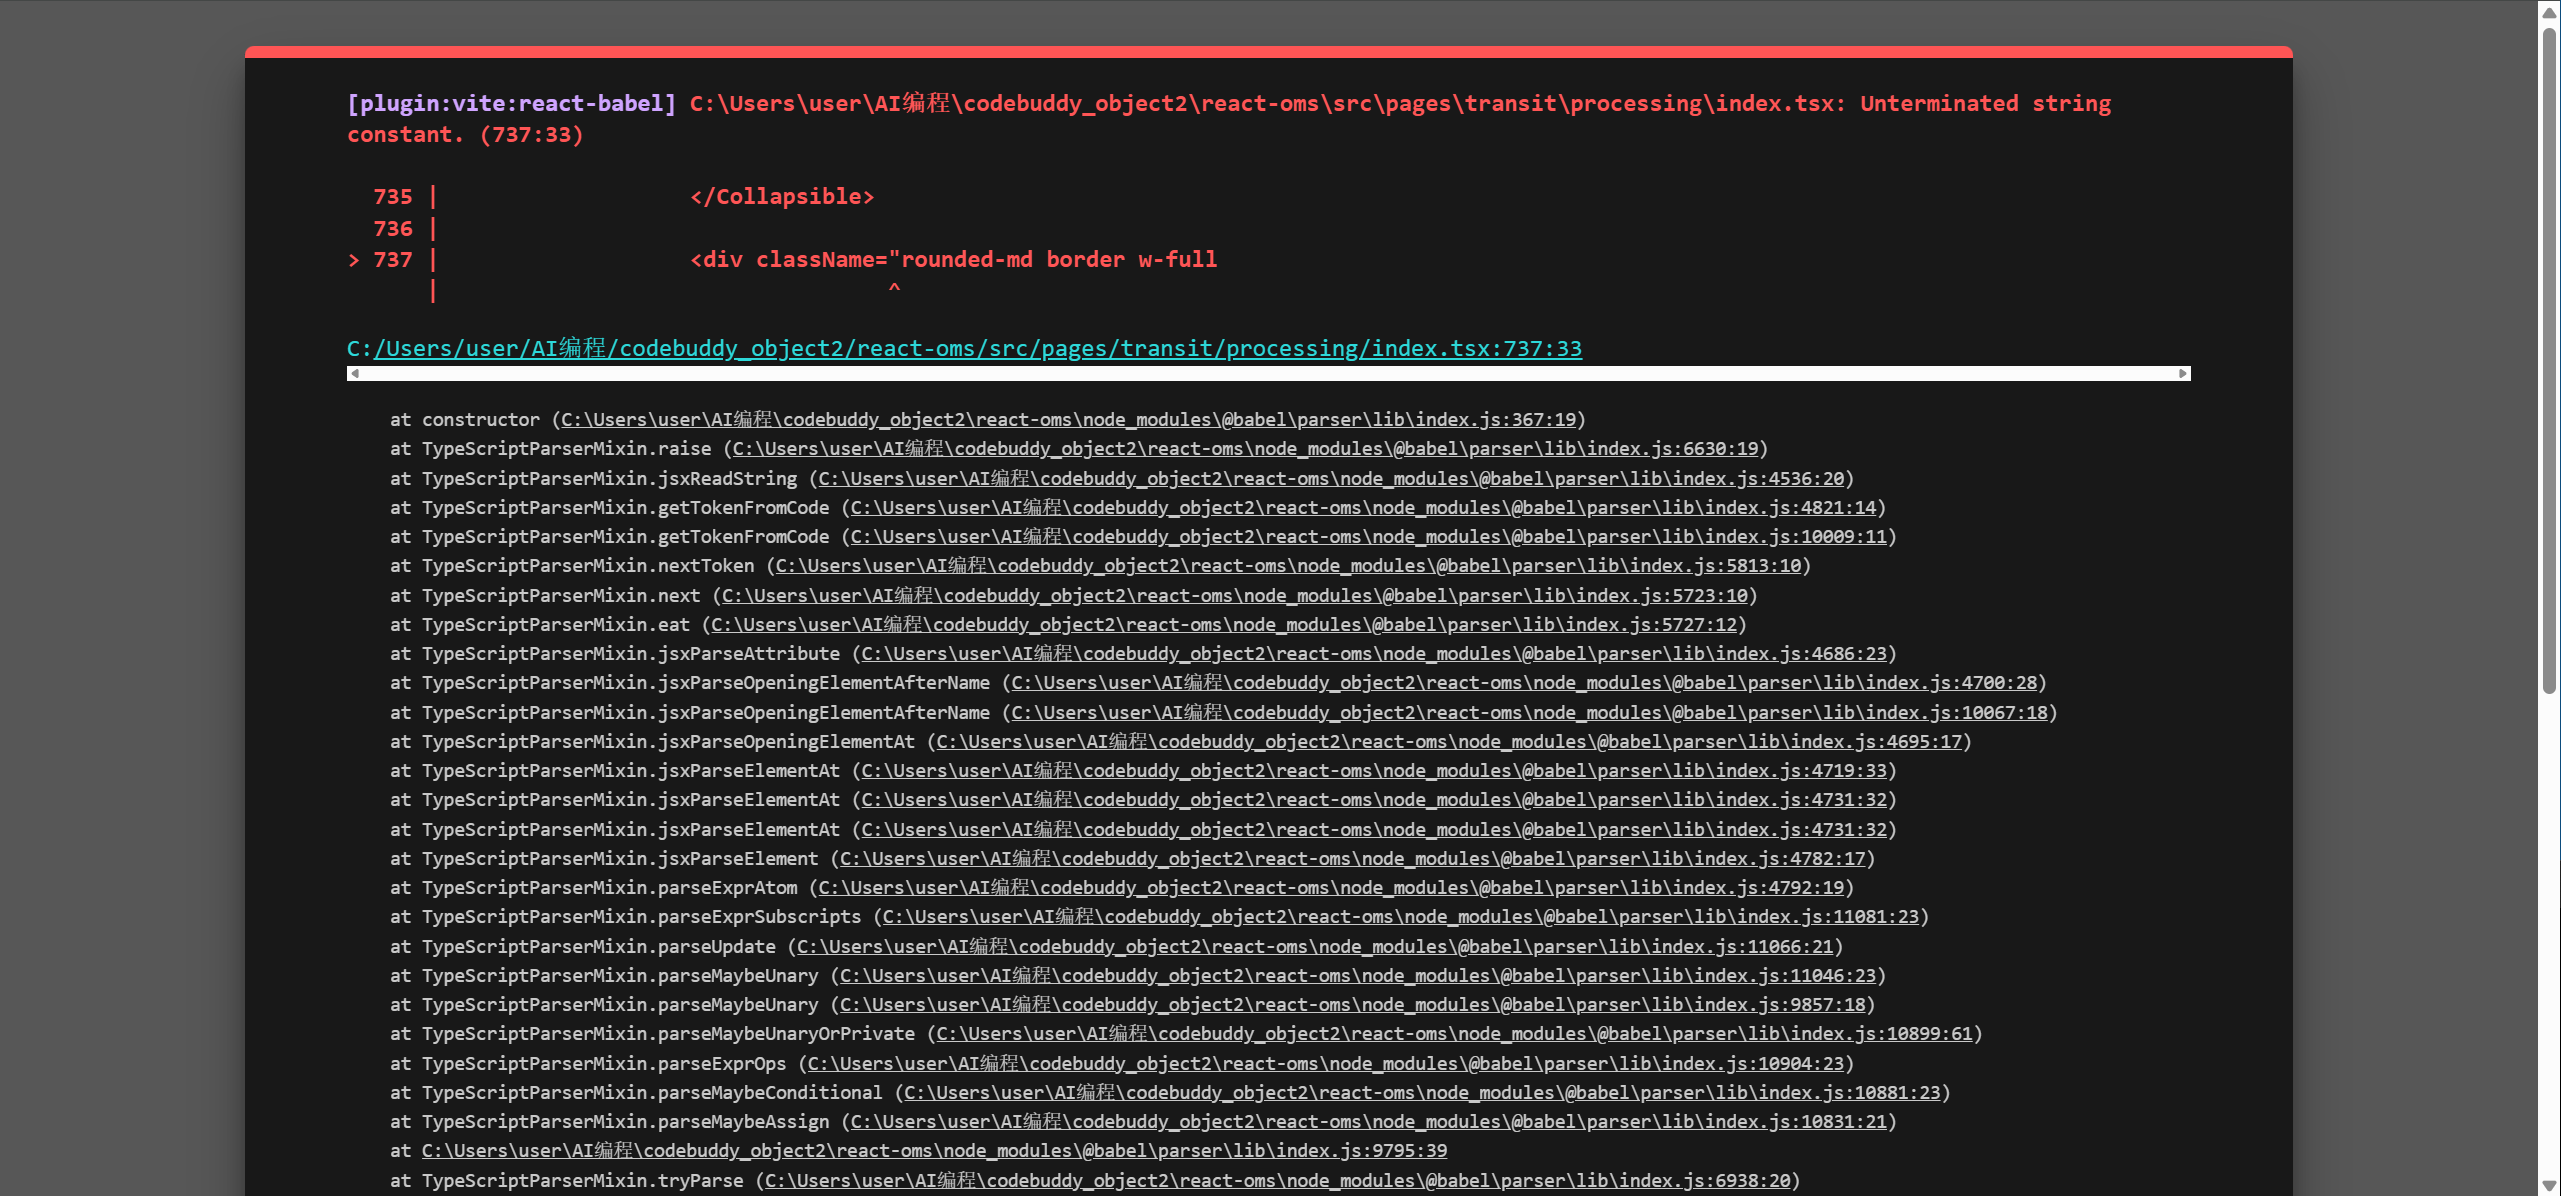 [plugin:vite:react-babel] C:\Users\user\AI编程\codebuddy_object2\react-oms\src\pages\transit\processing\index.tsx: Unterminated string
constant. (737:33)
735 |                   </Collapsible>
736 |
> 737 |                   <div className="rounded-md border w-full
|                                  ^
C:/Users/user/AI编程/codebuddy_object2/react-oms/src/pages/transit/processing/index.tsx:737:33
at constructor (C:\Users\user\AI编程\codebuddy_object2\react-oms\node_modules\@babel\parser\lib\index.js:367:19)
at TypeScriptParserMixin.raise (C:\Users\user\AI编程\codebuddy_object2\react-oms\node_modules\@babel\parser\lib\index.js:6630:19)
at TypeScriptParserMixin.jsxReadString (C:\Users\user\AI编程\codebuddy_object2\react-oms\node_modules\@babel\parser\lib\index.js:4536:20)
at TypeScriptParserMixin.getTokenFromCode (C:\Users\user\AI编程\codebuddy_object2\react-oms\node_modules\@babel\parser\lib\index.js:4821:14)
at TypeScriptParserMixin.getTokenFromCode (C:\Users\user\AI编程\codebuddy_object2\react-oms\node_modules\@babel\parser\lib\index.js:10009:11)
at TypeScriptParserMixin.nextToken (C:\Users\user\AI编程\codebuddy_object2\react-oms\node_modules\@babel\parser\lib\index.js:5813:10)
at TypeScriptParserMixin.next (C:\Users\user\AI编程\codebuddy_object2\react-oms\node_modules\@babel\parser\lib\index.js:5723:10)
at TypeScriptParserMixin.eat (C:\Users\user\AI编程\codebuddy_object2\react-oms\node_modules\@babel\parser\lib\index.js:5727:12)
at TypeScriptParserMixin.jsxParseAttribute (C:\Users\user\AI编程\codebuddy_object2\react-oms\node_modules\@babel\parser\lib\index.js:4686:23)
at TypeScriptParserMixin.jsxParseOpeningElementAfterName (C:\Users\user\AI编程\codebuddy_object2\react-oms\node_modules\@babel\parser\lib\index.js:4700:28)
at TypeScriptParserMixin.jsxParseOpeningElementAfterName (C:\Users\user\AI编程\codebuddy_object2\react-oms\node_modules\@babel\parser\lib\index.js:10067:18)
at TypeScriptParserMixin.jsxParseOpeningElementAt (C:\Users\user\AI编程\codebuddy_object2\react-oms\node_modules\@babel\parser\lib\index.js:4695:17)
at TypeScriptParserMixin.jsxParseElementAt (C:\Users\user\AI编程\codebuddy_object2\react-oms\node_modules\@babel\parser\lib\index.js:4719:33)
at TypeScriptParserMixin.jsxParseElementAt (C:\Users\user\AI编程\codebuddy_object2\react-oms\node_modules\@babel\parser\lib\index.js:4731:32)
at TypeScriptParserMixin.jsxParseElementAt (C:\Users\user\AI编程\codebuddy_object2\react-oms\node_modules\@babel\parser\lib\index.js:4731:32)
at TypeScriptParserMixin.jsxParseElement (C:\Users\user\AI编程\codebuddy_object2\react-oms\node_modules\@babel\parser\lib\index.js:4782:17)
at TypeScriptParserMixin.parseExprAtom (C:\Users\user\AI编程\codebuddy_object2\react-oms\node_modules\@babel\parser\lib\index.js:4792:19)
at TypeScriptParserMixin.parseExprSubscripts (C:\Users\user\AI编程\codebuddy_object2\react-oms\node_modules\@babel\parser\lib\index.js:11081:23)
at TypeScriptParserMixin.parseUpdate (C:\Users\user\AI编程\codebuddy_object2\react-oms\node_modules\@babel\parser\lib\index.js:11066:21)
at TypeScriptParserMixin.parseMaybeUnary (C:\Users\user\AI编程\codebuddy_object2\react-oms\node_modules\@babel\parser\lib\index.js:11046:23)
at TypeScriptParserMixin.parseMaybeUnary (C:\Users\user\AI编程\codebuddy_object2\react-oms\node_modules\@babel\parser\lib\index.js:9857:18)
at TypeScriptParserMixin.parseMaybeUnaryOrPrivate (C:\Users\user\AI编程\codebuddy_object2\react-oms\node_modules\@babel\parser\lib\index.js:10899:61)
at TypeScriptParserMixin.parseExprOps (C:\Users\user\AI编程\codebuddy_object2\react-oms\node_modules\@babel\parser\lib\index.js:10904:23)
at TypeScriptParserMixin.parseMaybeConditional (C:\Users\user\AI编程\codebuddy_object2\react-oms\node_modules\@babel\parser\lib\index.js:10881:23)
at TypeScriptParserMixin.parseMaybeAssign (C:\Users\user\AI编程\codebuddy_object2\react-oms\node_modules\@babel\parser\lib\index.js:10831:21)
at C:\Users\user\AI编程\codebuddy_object2\react-oms\node_modules\@babel\parser\lib\index.js:9795:39
at TypeScriptParserMixin.tryParse (C:\Users\user\AI编程\codebuddy_object2\react-oms\node_modules\@babel\parser\lib\index.js:6938:20)